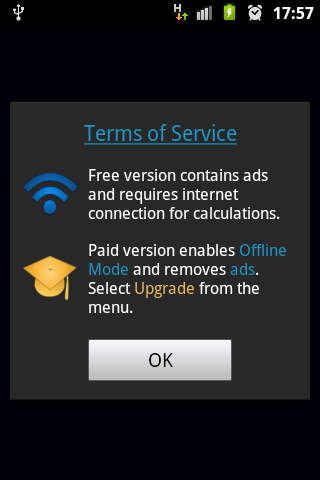 H
17:57
Terms of Service
Free version contains ads
and requires internet
connection for calculations.
Paid version enables Offline
Mode and removes ads.
Select Upgrade from the
menu.
OK